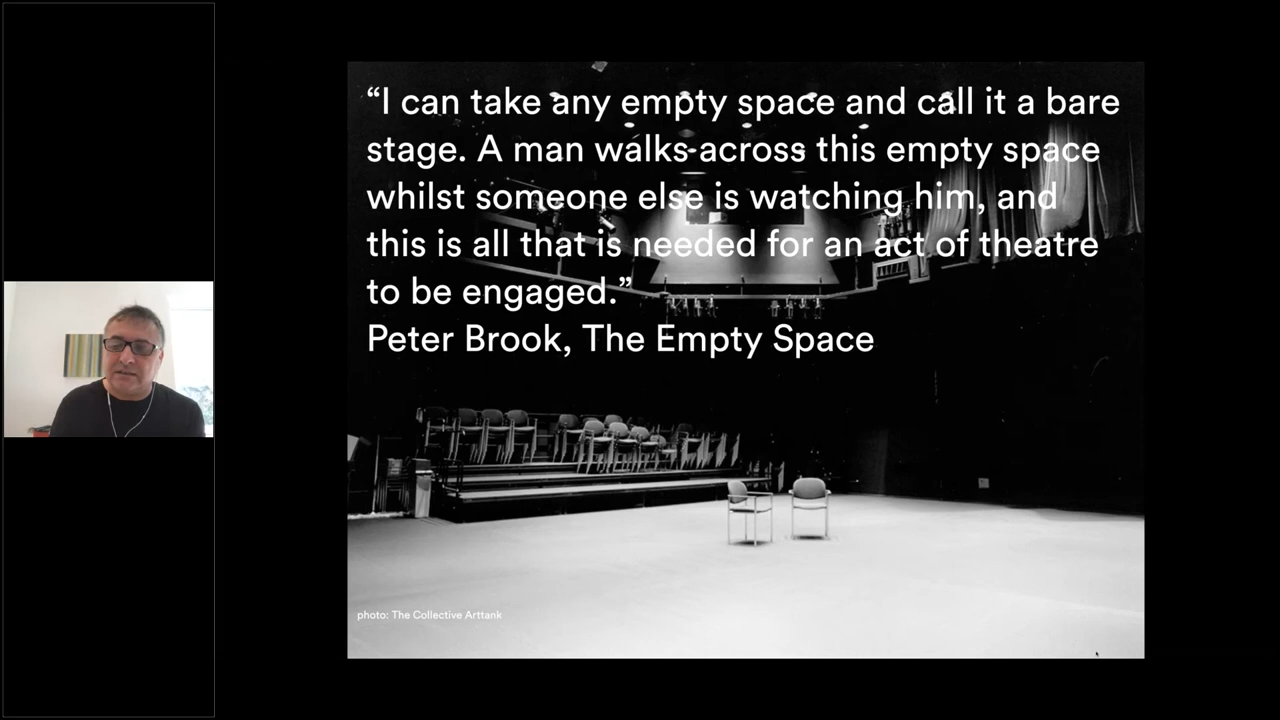 “I can take any empty space and call it a bare
stage. A man walks across this empty space
whilst someone else is watching him, and
this is all that is needed for an act of theatre
to be engaged.”
Peter Brook, The Empty Space
photo: The Collective Arttank